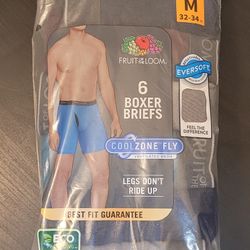 M
32-34
FRUIT OF THE LOOM
EVERSOFT
FEEL THE
DIFFERENCE
6
BOXER
BRIEFS
COOLZONE FLY
LEGS DON'T
RIDE UP
BEST FIT GUARANTEE
ECO